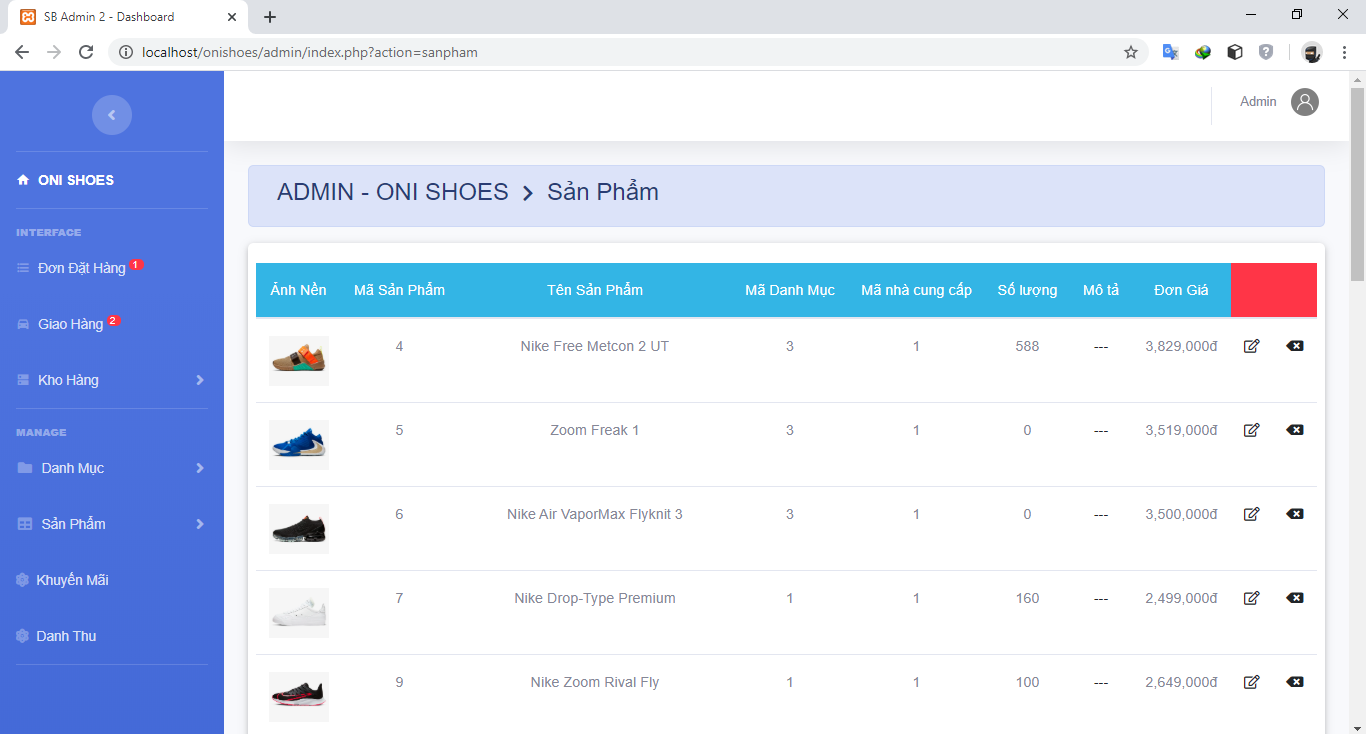 SB Admin 2 - Dashboard
localhost/onishoes/admin/index.php?action=sanpham
Admin
ONI SHOES
INTERFACE
Đơn Đặt Hàng 1
Giao Hàng 2
Kho Hàng
MANAGE
Danh Mục
Sản Phẩm
Khuyến Mãi
Danh Thu
ADMIN - ONI SHOES > Sản Phẩm
Ảnh Nền Mã Sản Phẩm Tên Sản Phẩm Mã Danh Mục Mã nhà cung cấp Số lượng Mô tả Đơn Giá
4 Nike Free Metcon 2 UT 3 1 588 --- 3,829,000đ
5 Zoom Freak 1 3 1 0 --- 3,519,000đ
6 Nike Air VaporMax Flyknit 3 3 1 0 --- 3,500,000đ
7 Nike Drop-Type Premium 1 1 160 --- 2,499,000đ
9 Nike Zoom Rival Fly 1 1 100 --- 2,649,000đ